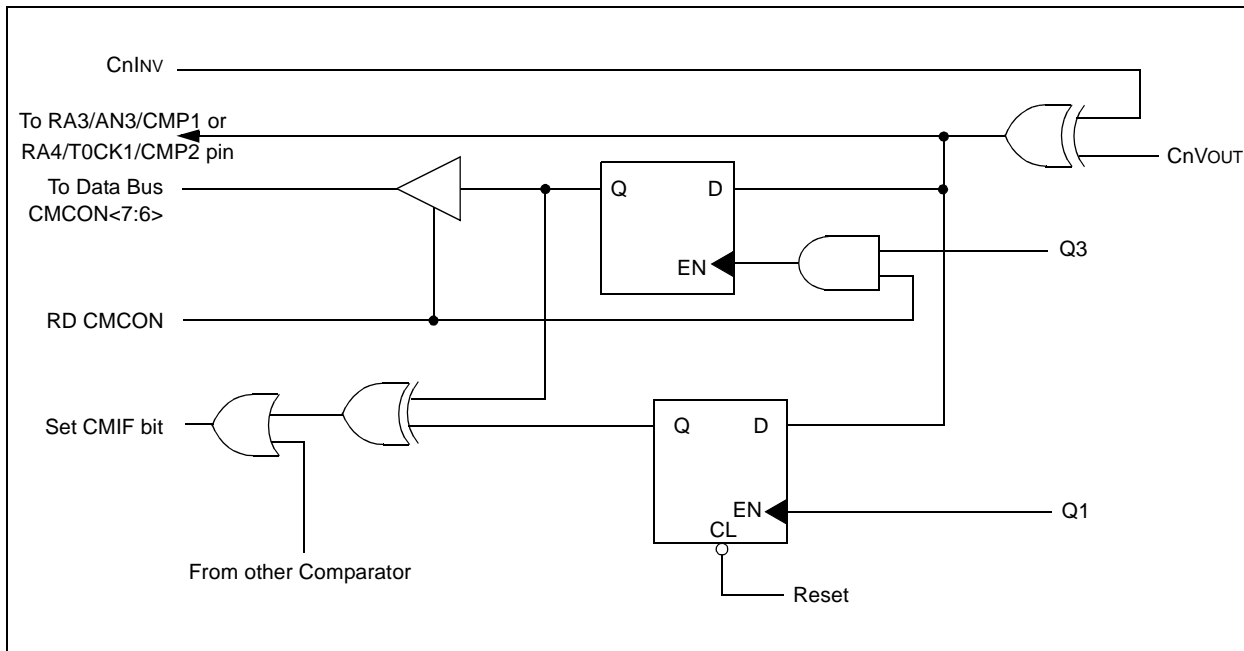 CnINV
To RA3/AN3/CMP1 or
RA4/T0CK1/CMP2 pin
CnVOUT
To Data Bus
CMCON<7:6>
Q
D
EN
Q3
RD CMCON
Set CMIF bit
Q
D
EN
CL
Q1
From other Comparator
Reset